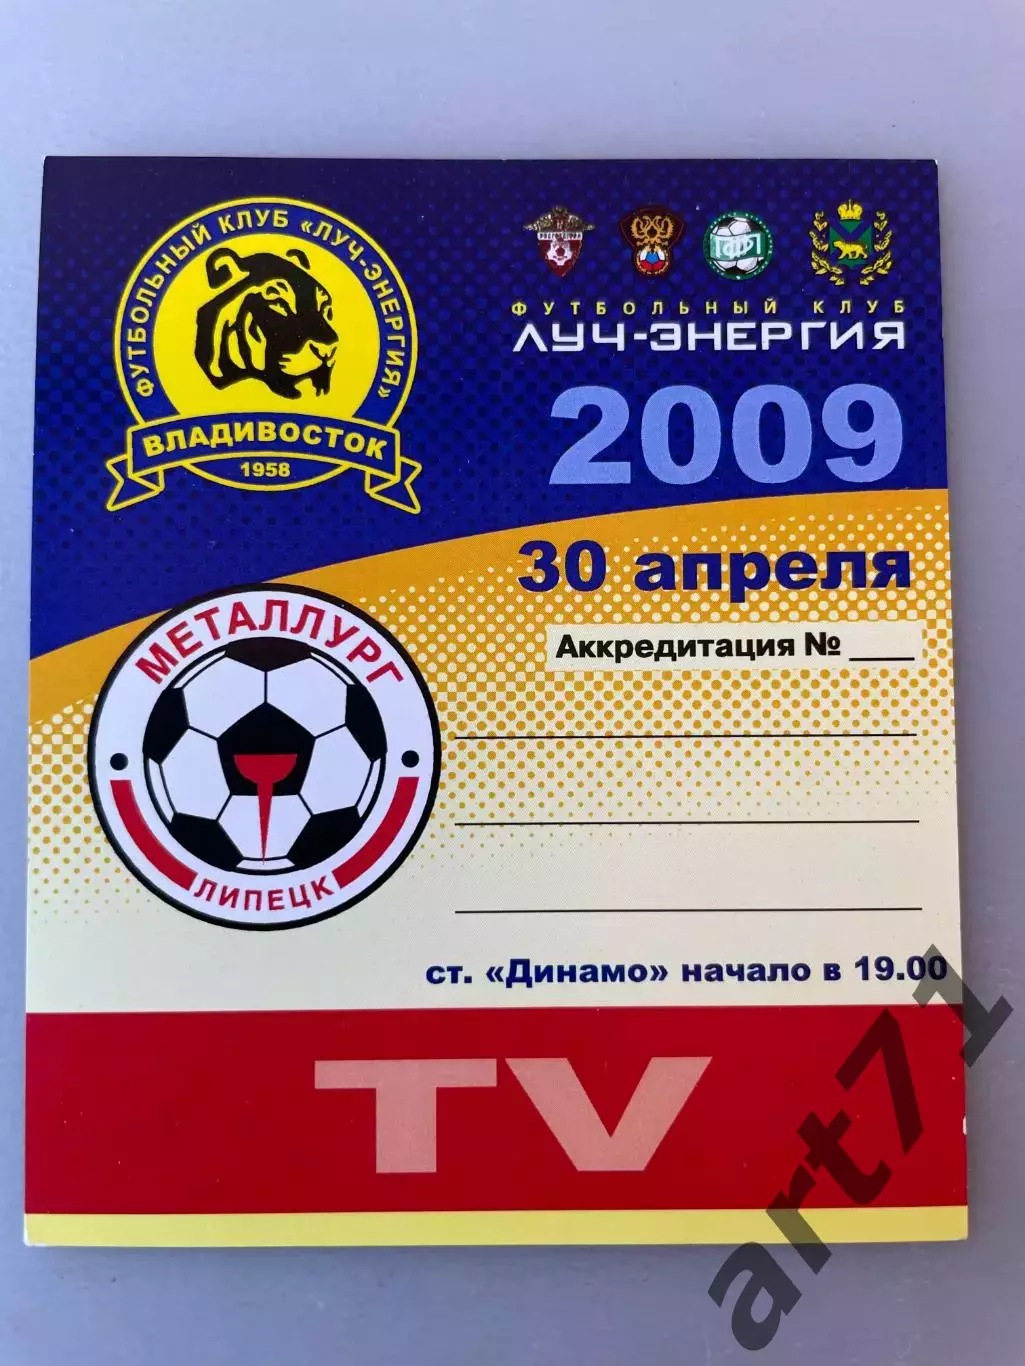 ФУТБОЛЬНЫЙ КЛУБ «ЛУЧ-ЭНЕРГИЯ»
ВЛАДИВОСТОК
1958
ФУТБОЛЬНЫЙ КЛУБ
ЛУЧ-ЭНЕРГИЯ
2009
30 апреля
Аккредитация № ____
МЕТАЛЛУРГ
ЛИПЕЦК
ст. «Динамо» начало в 19.00
TV
art71